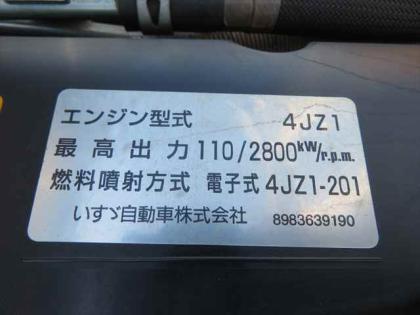 エンジン型式 4JZ1
最高出力 110/2800kW/r.p.m.
燃料噴射方式 電子式 4JZ1-201
いすゞ自動車株式会社 8983639190